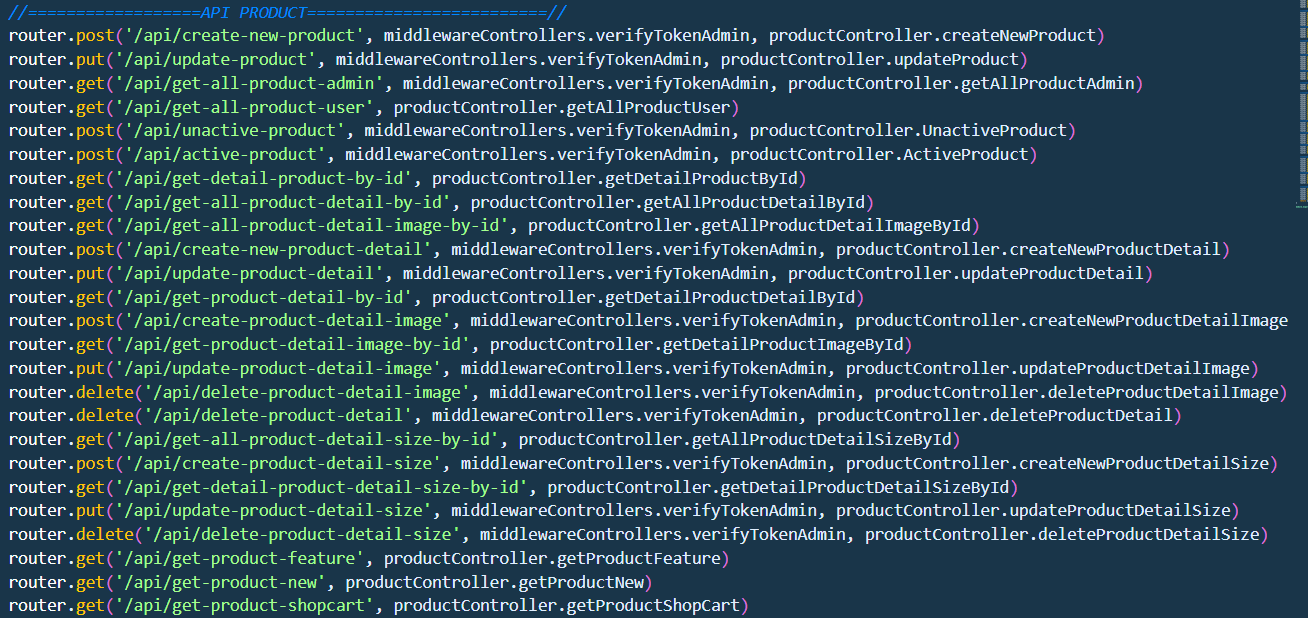 //==================API PRODUCT=========================//
router.post('/api/create-new-product', middlewareControllers.verifyTokenAdmin, productController.createNewProduct)
router.put('/api/update-product', middlewareControllers.verifyTokenAdmin, productController.updateProduct)
router.get('/api/get-all-product-admin', middlewareControllers.verifyTokenAdmin, productController.getAllProductAdmin)
router.get('/api/get-all-product-user', productController.getAllProductUser)
router.post('/api/unactive-product', middlewareControllers.verifyTokenAdmin, productController.UnactiveProduct)
router.post('/api/active-product', middlewareControllers.verifyTokenAdmin, productController.ActiveProduct)
router.get('/api/get-detail-product-by-id', productController.getDetailProductById)
router.get('/api/get-all-product-detail-by-id', productController.getAllProductDetailById)
router.get('/api/get-all-product-detail-image-by-id', productController.getAllProductDetailImageById)
router.post('/api/create-new-product-detail', middlewareControllers.verifyTokenAdmin, productController.createNewProductDetail)
router.put('/api/update-product-detail', middlewareControllers.verifyTokenAdmin, productController.updateProductDetail)
router.get('/api/get-product-detail-by-id', productController.getDetailProductDetailById)
router.post('/api/create-product-detail-image', middlewareControllers.verifyTokenAdmin, productController.createNewProductDetailImage
router.get('/api/get-product-detail-image-by-id', productController.getDetailProductImageById)
router.put('/api/update-product-detail-image', middlewareControllers.verifyTokenAdmin, productController.updateProductDetailImage)
router.delete('/api/delete-product-detail-image', middlewareControllers.verifyTokenAdmin, productController.deleteProductDetailImage)
router.delete('/api/delete-product-detail', middlewareControllers.verifyTokenAdmin, productController.deleteProductDetail)
router.get('/api/get-all-product-detail-size-by-id', productController.getAllProductDetailSizeById)
router.post('/api/create-product-detail-size', middlewareControllers.verifyTokenAdmin, productController.createNewProductDetailSize)
router.get('/api/get-detail-product-detail-size-by-id', productController.getDetailProductDetailSizeById)
router.put('/api/update-product-detail-size', middlewareControllers.verifyTokenAdmin, productController.updateProductDetailSize)
router.delete('/api/delete-product-detail-size', middlewareControllers.verifyTokenAdmin, productController.deleteProductDetailSize)
router.get('/api/get-product-feature', productController.getProductFeature)
router.get('/api/get-product-new', productController.getProductNew)
router.get('/api/get-product-shopcart', productController.getProductShopCart)